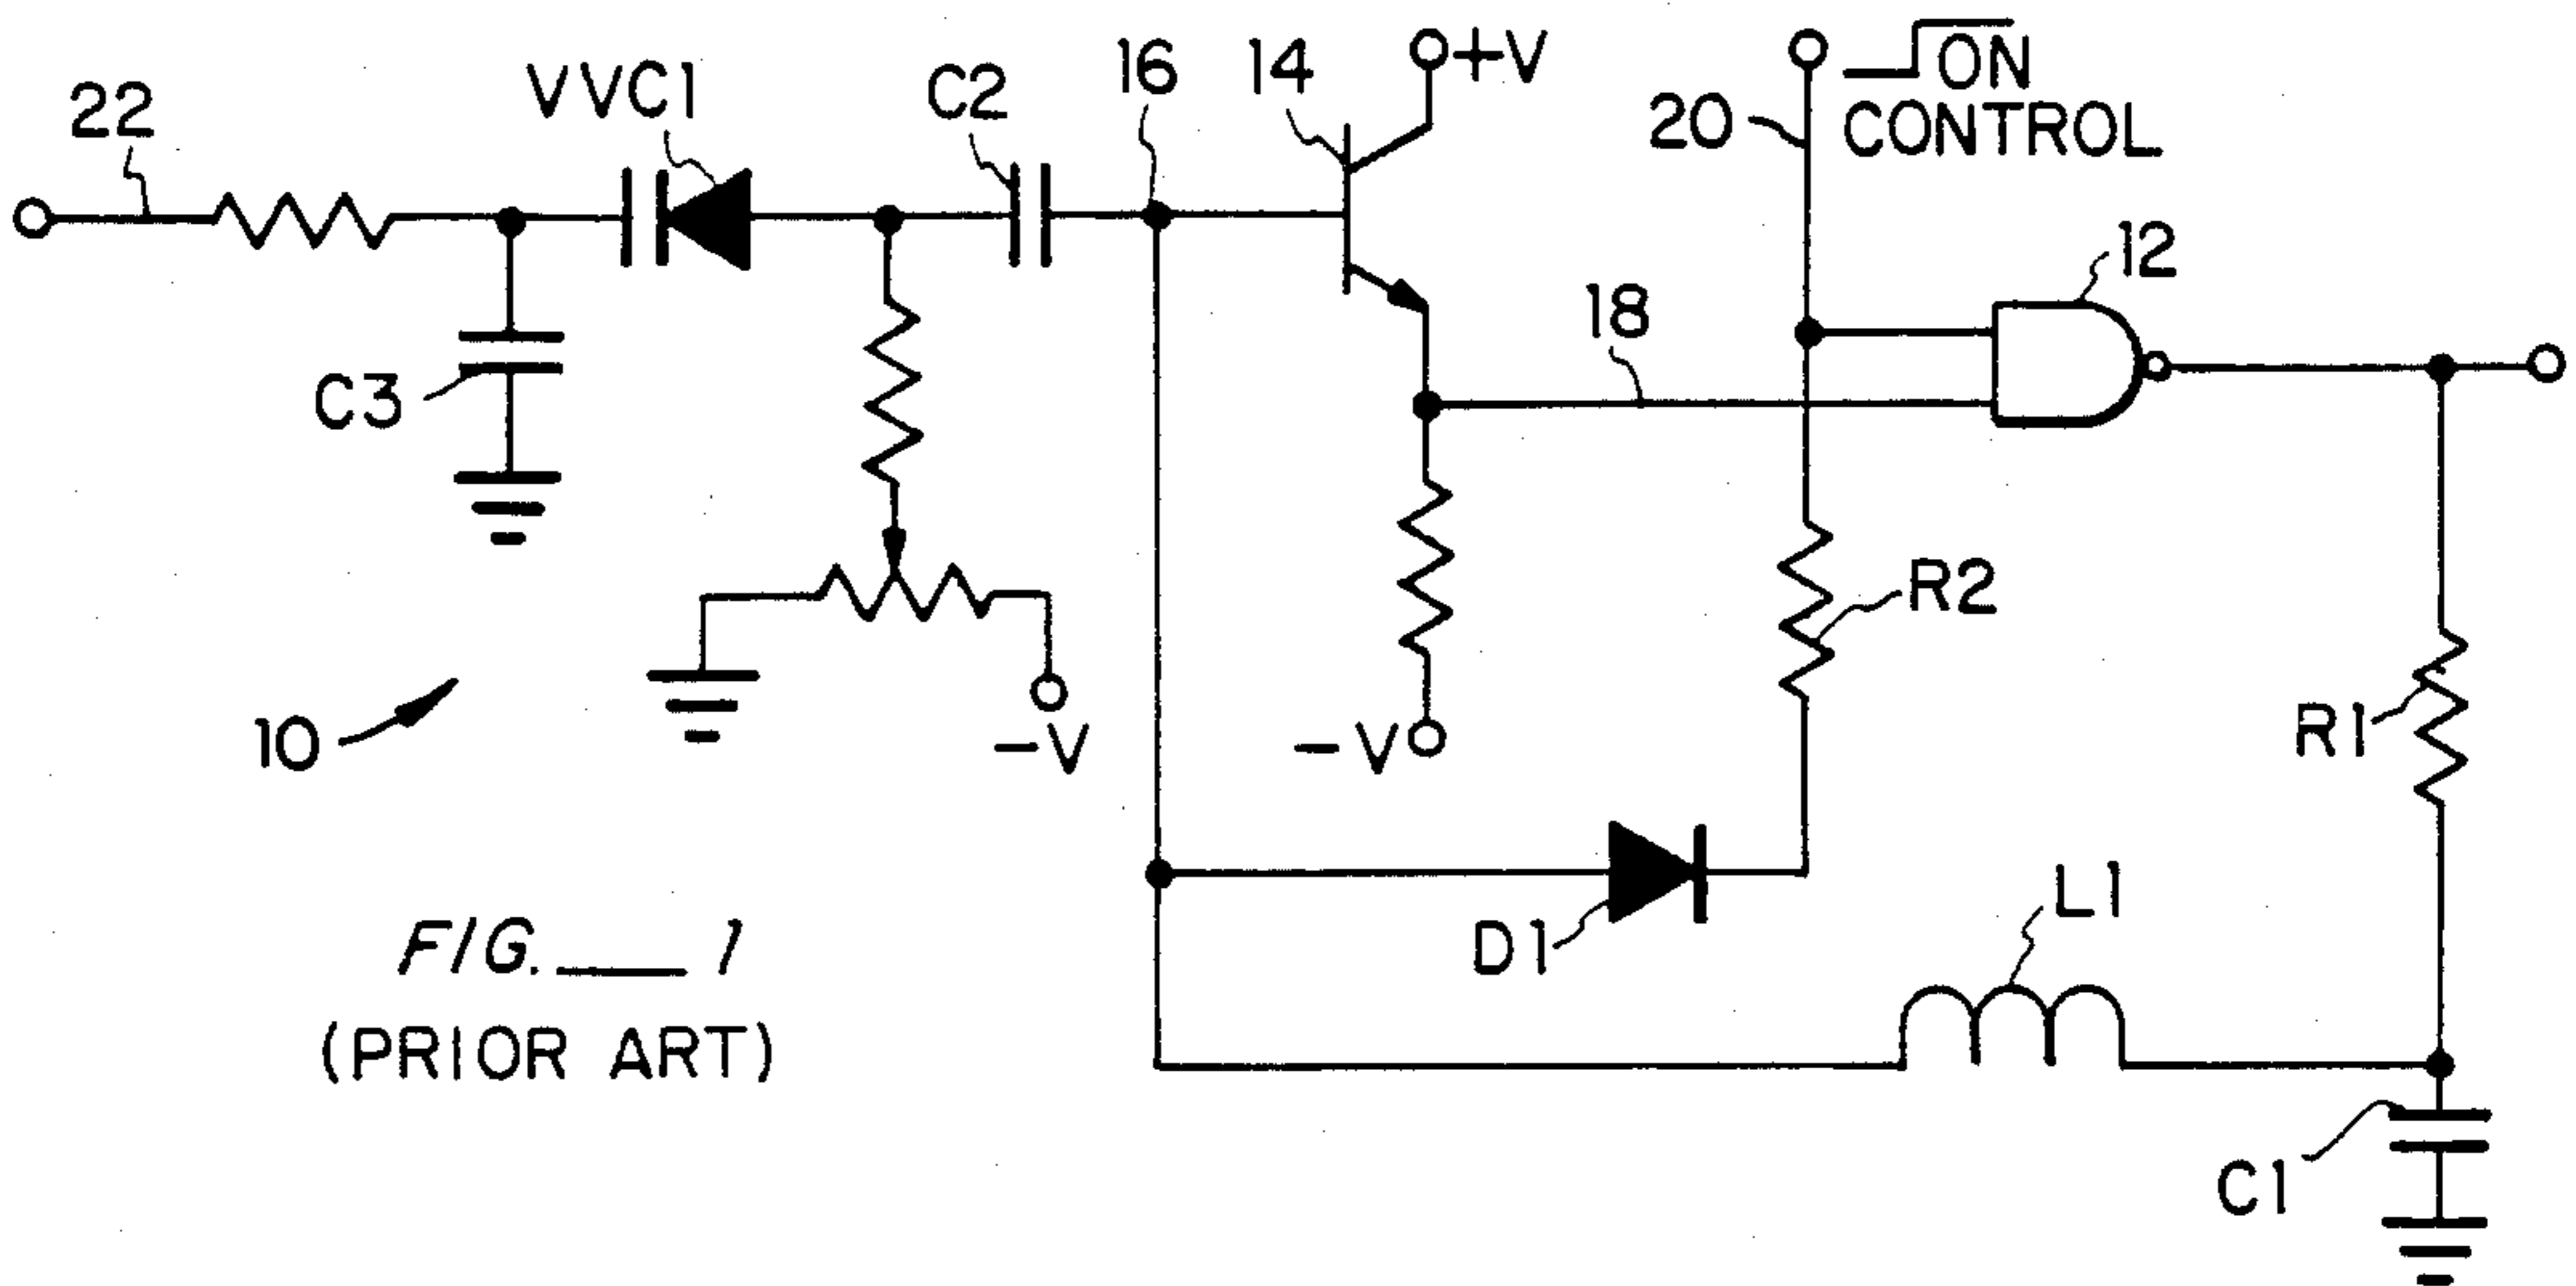 22
VVC1
C2
16
14
+V
ON
CONTROL
20
12
18
C3
R2
R1
10
-V
-V
D1
L1
C1
FIG. 1
(PRIOR ART)